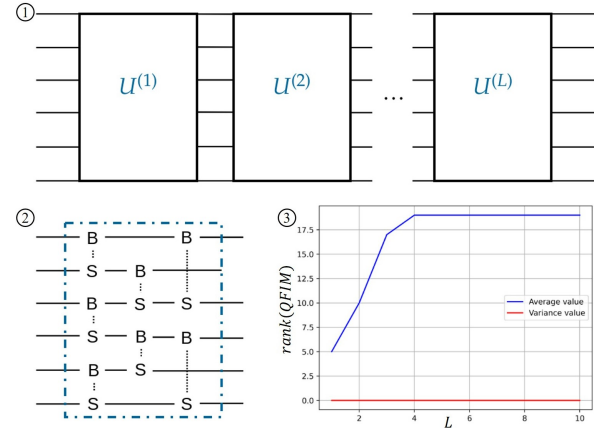 ①
U(1) U(2) ... U(L)
②
B B
S B
B S S
S B B
B S
S S
③
rank(QFIM)
17.5
15.0
12.5
10.0
7.5
5.0
2.5
0.0
Average value
Variance value
2 4 6 8 10
L